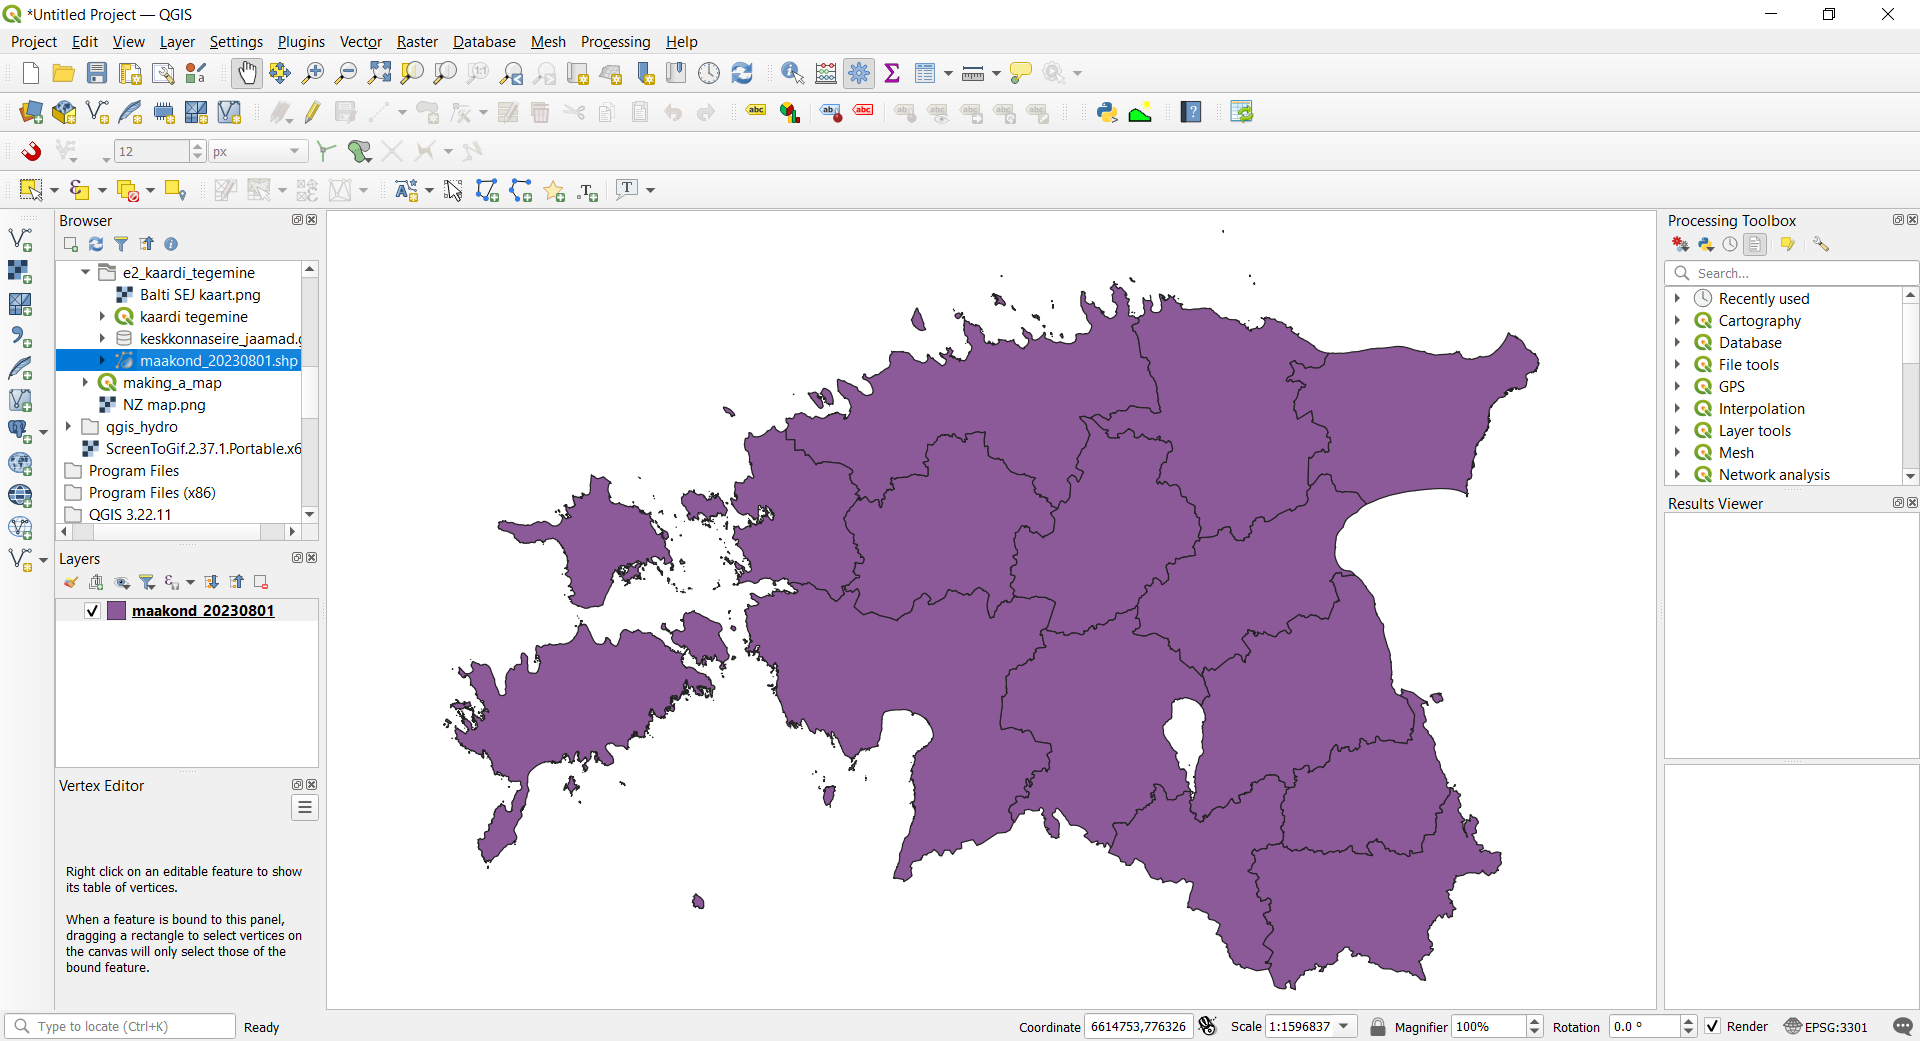 *Untitled Project — QGIS
Project Edit View Layer Settings Plugins Vector Raster Database Mesh Processing Help
1:1
abc abc abc
12 px
Browser
e2_kaardi_tegemine
Balti SEJ kaart.png
kaardi tegemine
keskkonnaseire_jaamad.g
maakond_20230801.shp
making_a_map
NZ map.png
qgis_hydro
ScreenToGif.2.37.1.Portable.x6
Program Files
Program Files (x86)
QGIS 3.22.11
Layers
maakond_20230801
Vertex Editor
Right click on an editable feature to show
its table of vertices.
When a feature is bound to this panel,
dragging a rectangle to select vertices on
the canvas will only select those of the
bound feature.
Processing Toolbox
Search...
Recently used
Cartography
Database
File tools
GPS
Interpolation
Layer tools
Mesh
Network analysis
Results Viewer
Type to locate (Ctrl+K) Ready Coordinate 6614753,776326 Scale 1:1596837 Magnifier 100% Rotation 0.0 ° Render EPSG:3301